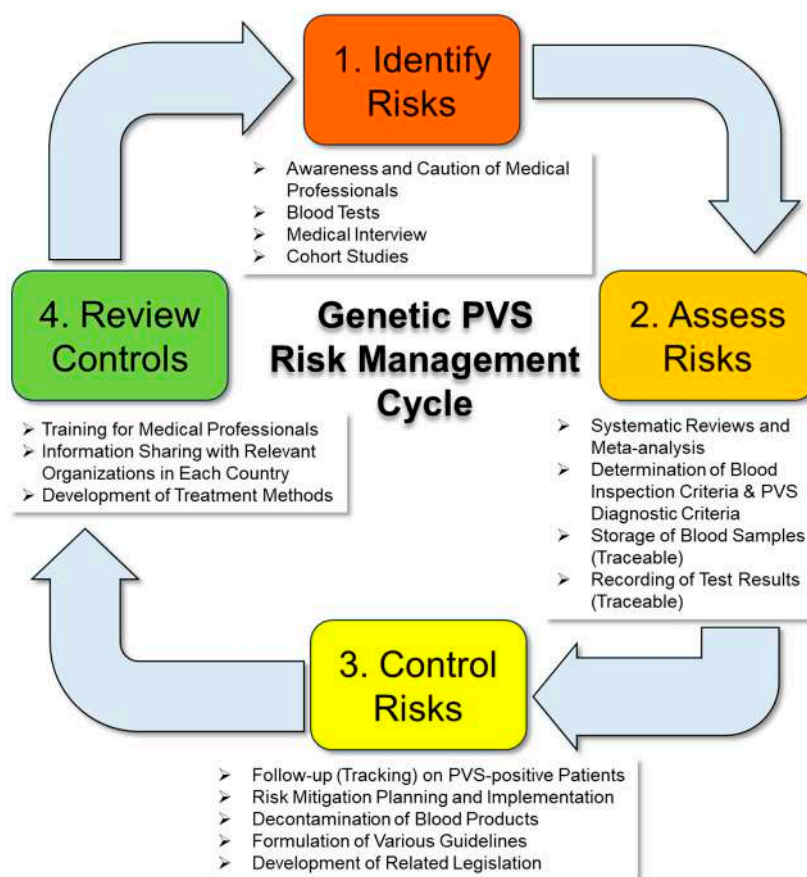 1. Identify
Risks
➢ Awareness and Caution of Medical
Professionals
➢ Blood Tests
➢ Medical Interview
➢ Cohort Studies
Genetic PVS
Risk Management
Cycle
2. Assess
Risks
➢ Systematic Reviews and
Meta-analysis
➢ Determination of Blood
Inspection Criteria & PVS
Diagnostic Criteria
➢ Storage of Blood Samples
(Traceable)
➢ Recording of Test Results
(Traceable)
3. Control
Risks
➢ Follow-up (Tracking) on PVS-positive Patients
➢ Risk Mitigation Planning and Implementation
➢ Decontamination of Blood Products
➢ Formulation of Various Guidelines
➢ Development of Related Legislation
4. Review
Controls
➢ Training for Medical Professionals
➢ Information Sharing with Relevant
Organizations in Each Country
➢ Development of Treatment Methods